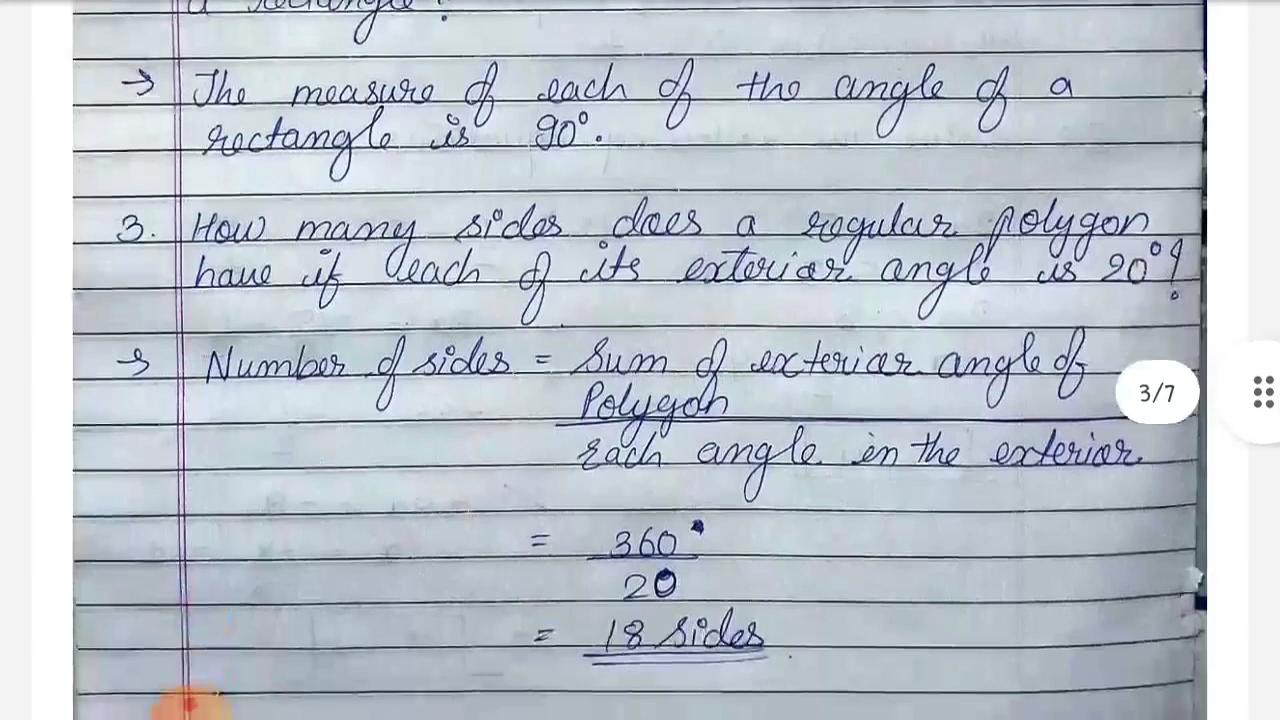 a rectangle?
→ The measure of each of the angle of a
rectangle is 90°.
3. How many sides does a regular polygon
have if each of its exterior angle is 20°?
→ Number of sides = Sum of exterior angle of
Polygon
Each angle in the exterior
= 360°
20
= 18 sides
3/7